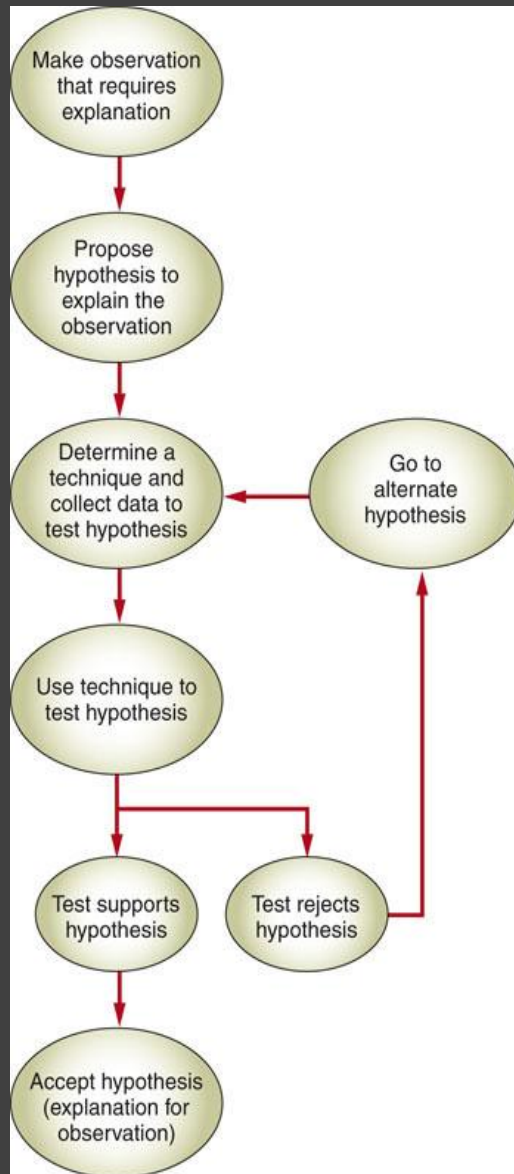 Make observation
that requires
explanation
Propose
hypothesis to
explain the
observation
Determine a
technique and
collect data to
test hypothesis
Go to
alternate
hypothesis
Use technique to
test hypothesis
Test supports
hypothesis
Test rejects
hypothesis
Accept hypothesis
(explanation for
observation)